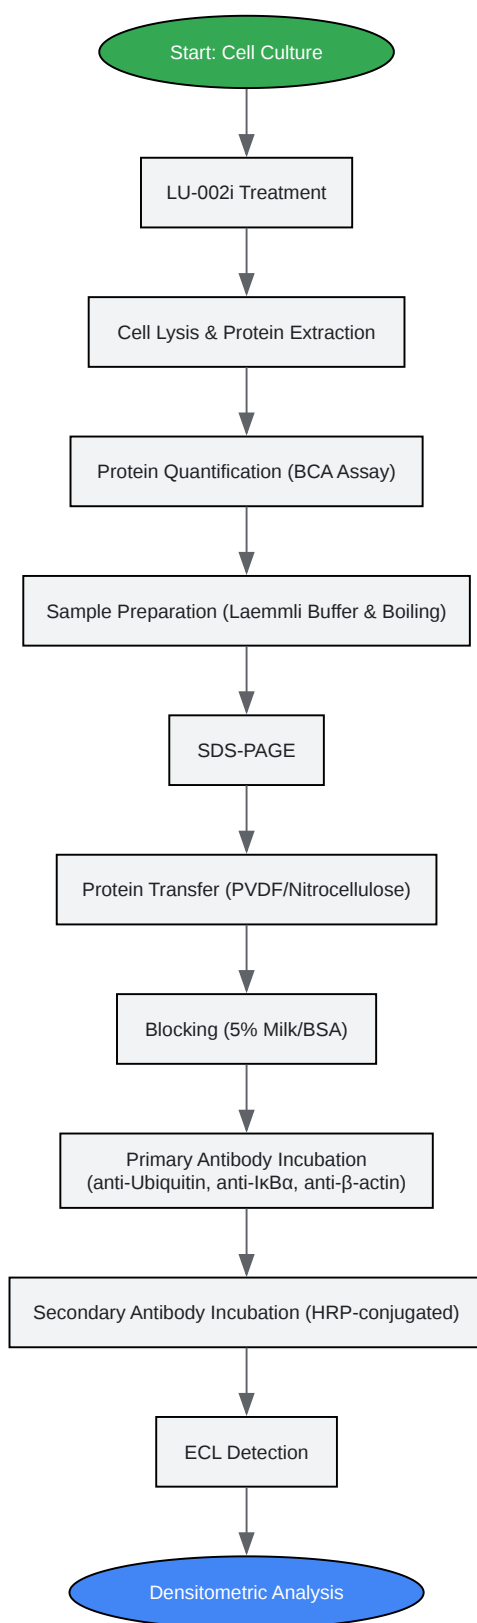 Start: Cell Culture
LU-002i Treatment
Cell Lysis & Protein Extraction
Protein Quantification (BCA Assay)
Sample Preparation (Laemmli Buffer & Boiling)
SDS-PAGE
Protein Transfer (PVDF/Nitrocellulose)
Blocking (5% Milk/BSA)
Primary Antibody Incubation
(anti-Ubiquitin, anti-IκBα, anti-β-actin)
Secondary Antibody Incubation (HRP-conjugated)
ECL Detection
Densitometric Analysis